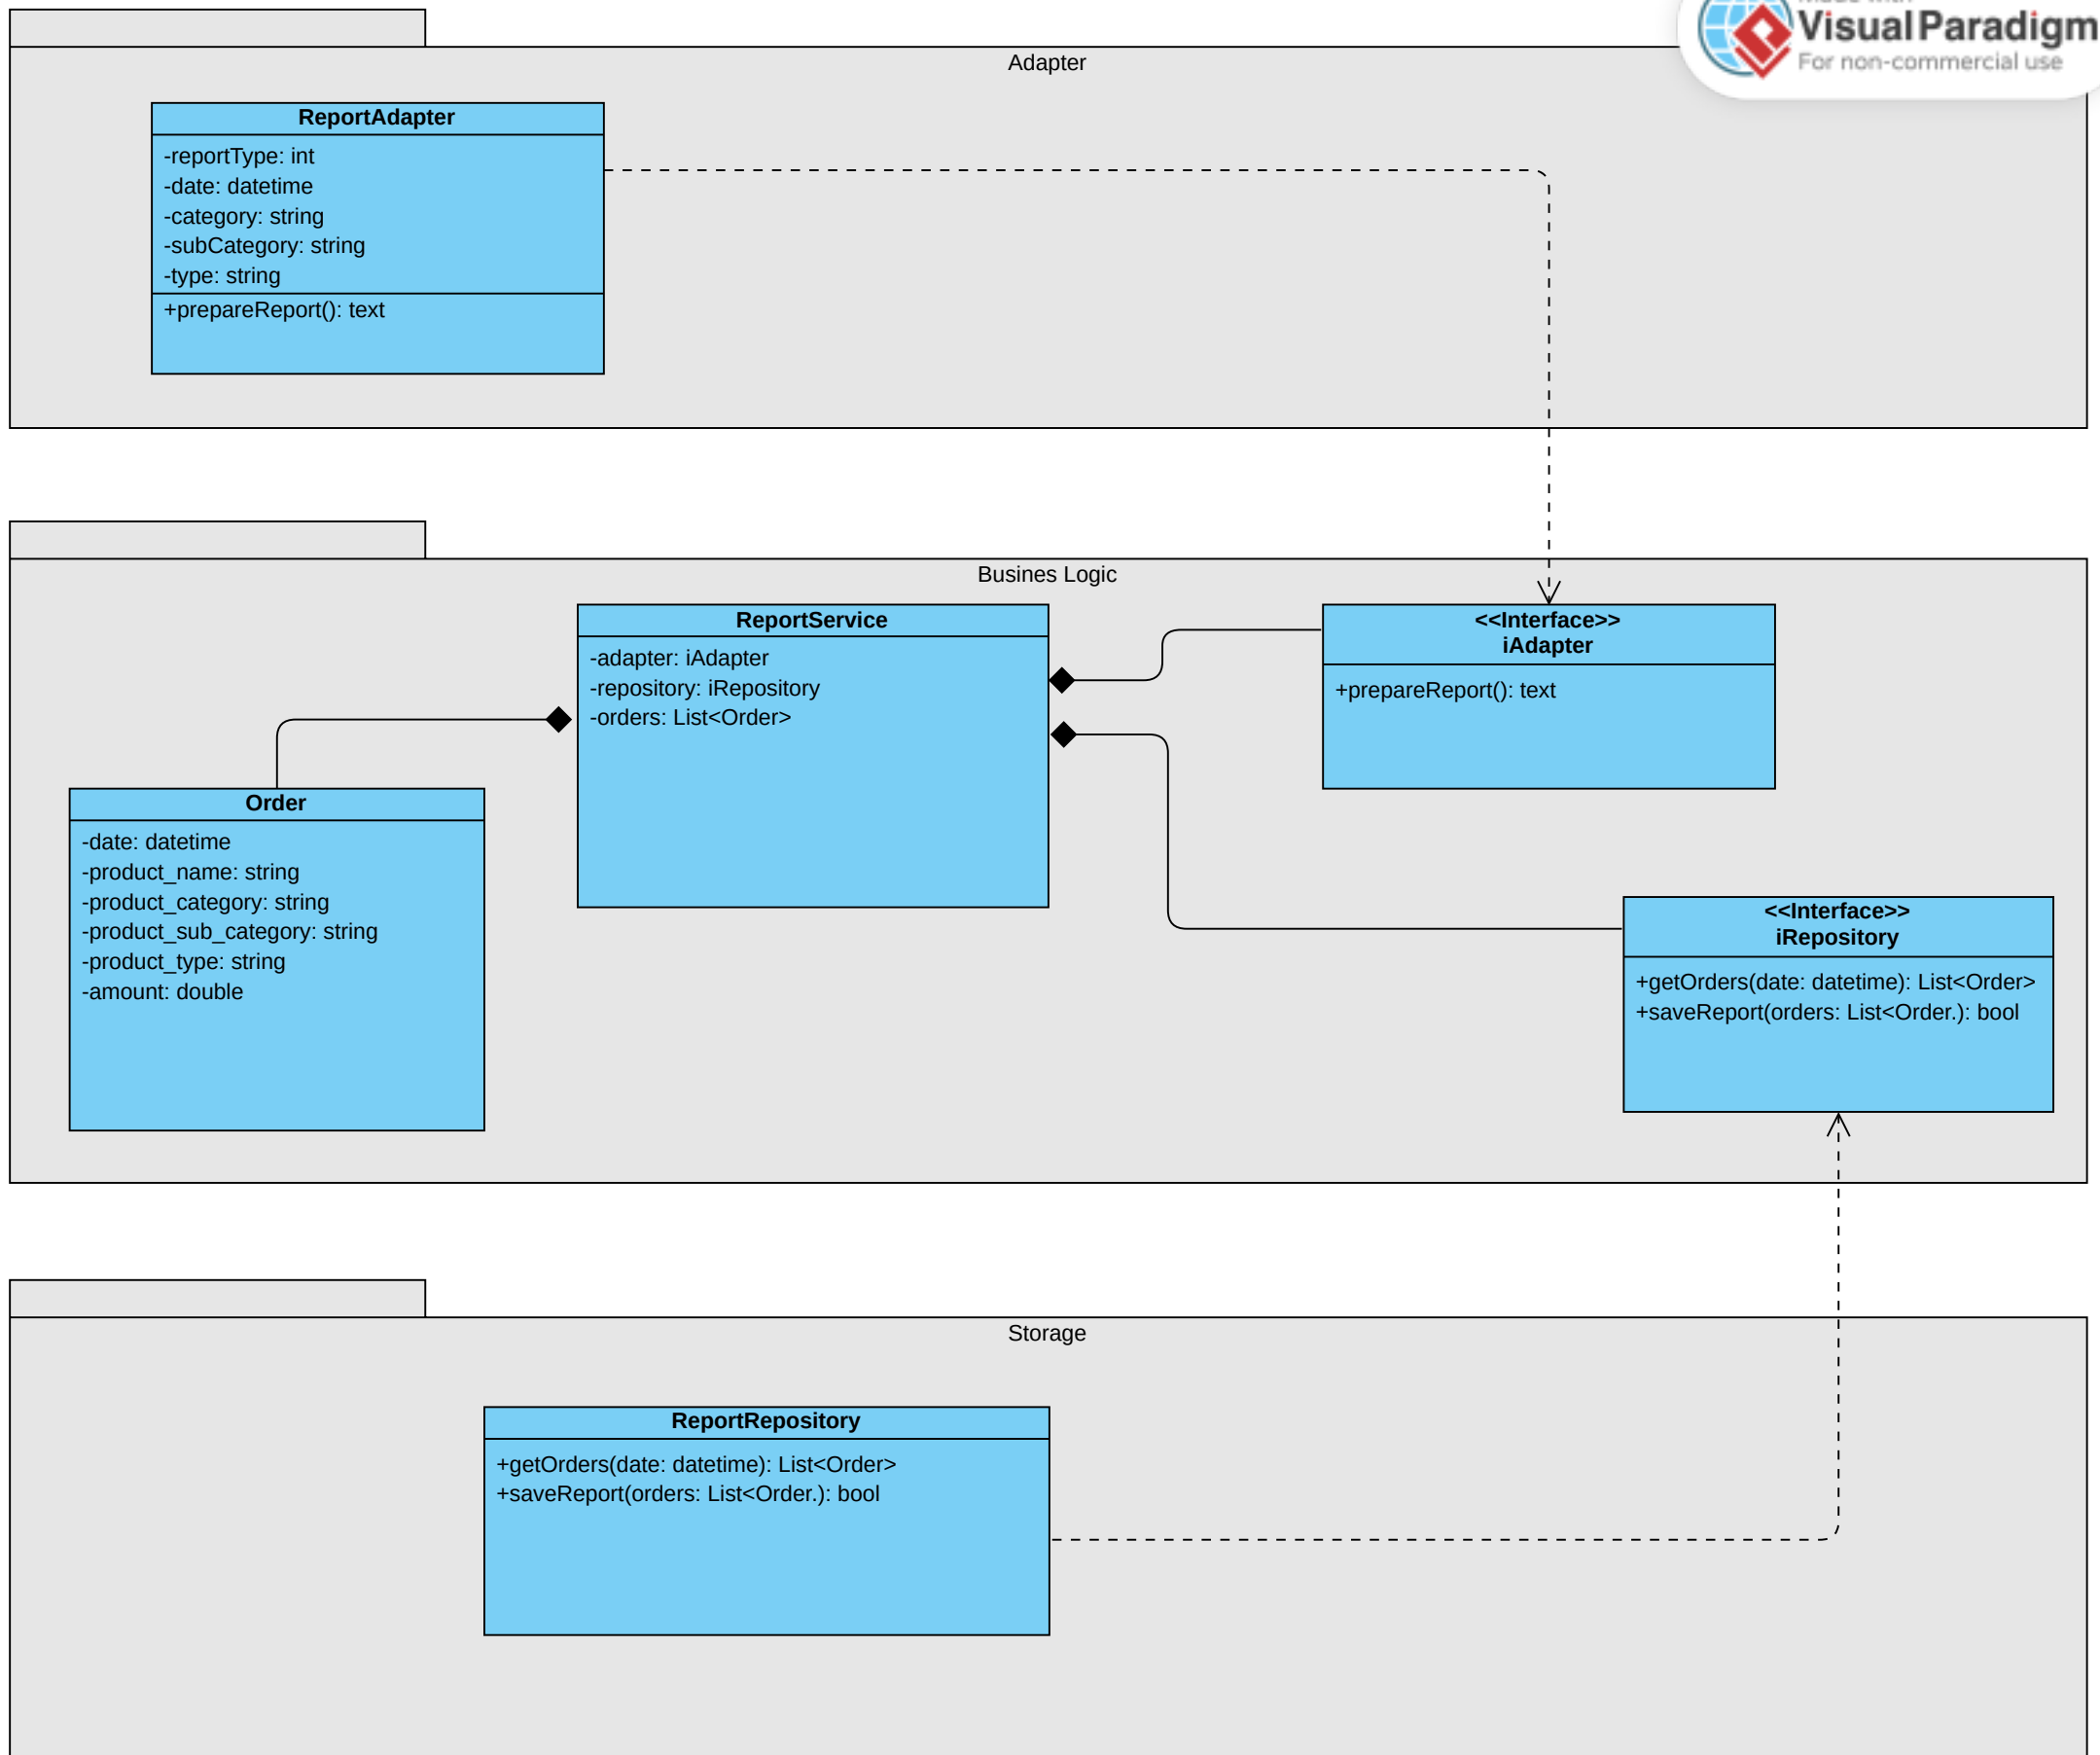 Visual Paradigm
For non-commercial use
Adapter
ReportAdapter
-reportType: int
-date: datetime
-category: string
-subCategory: string
-type: string
+prepareReport(): text
Busines Logic
ReportService
-adapter: iAdapter
-repository: iRepository
-orders: List<Order>
<<Interface>>
iAdapter
+prepareReport(): text
Order
-date: datetime
-product_name: string
-product_category: string
-product_sub_category: string
-product_type: string
-amount: double
<<Interface>>
iRepository
+getOrders(date: datetime): List<Order>
+saveReport(orders: List<Order.): bool
Storage
ReportRepository
+getOrders(date: datetime): List<Order>
+saveReport(orders: List<Order.): bool